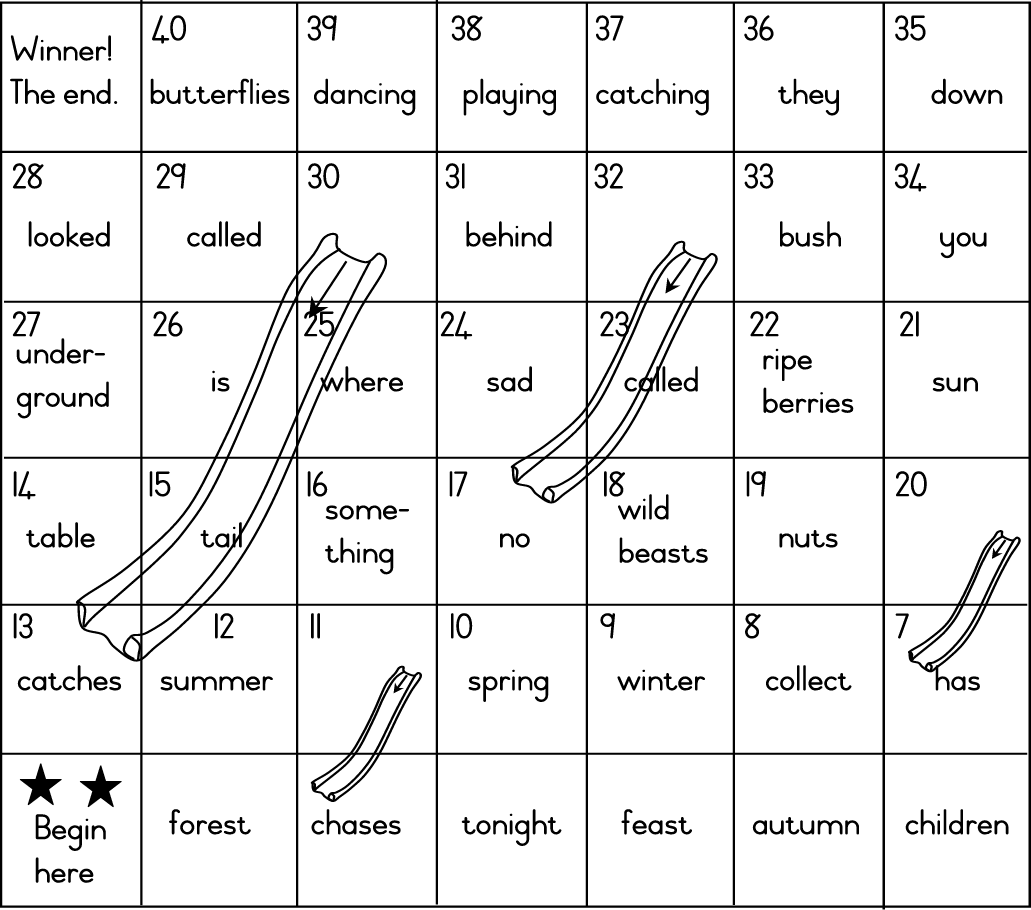 Winner!
The end.
40
butterflies
39
dancing
38
playing
37
catching
36
they
35
down
28
looked
29
called
30
31
behind
32
33
bush
34
you
27
under-
ground
26
is
25
where
24
sad
23
called
22
ripe
berries
21
sun
14
table
15
tail
16
some-
thing
17
no
18
wild
beasts
19
nuts
20
13
catches
12
summer
11
10
spring
9
winter
8
collect
7
has
Begin
here
forest
chases
tonight
feast
autumn
children